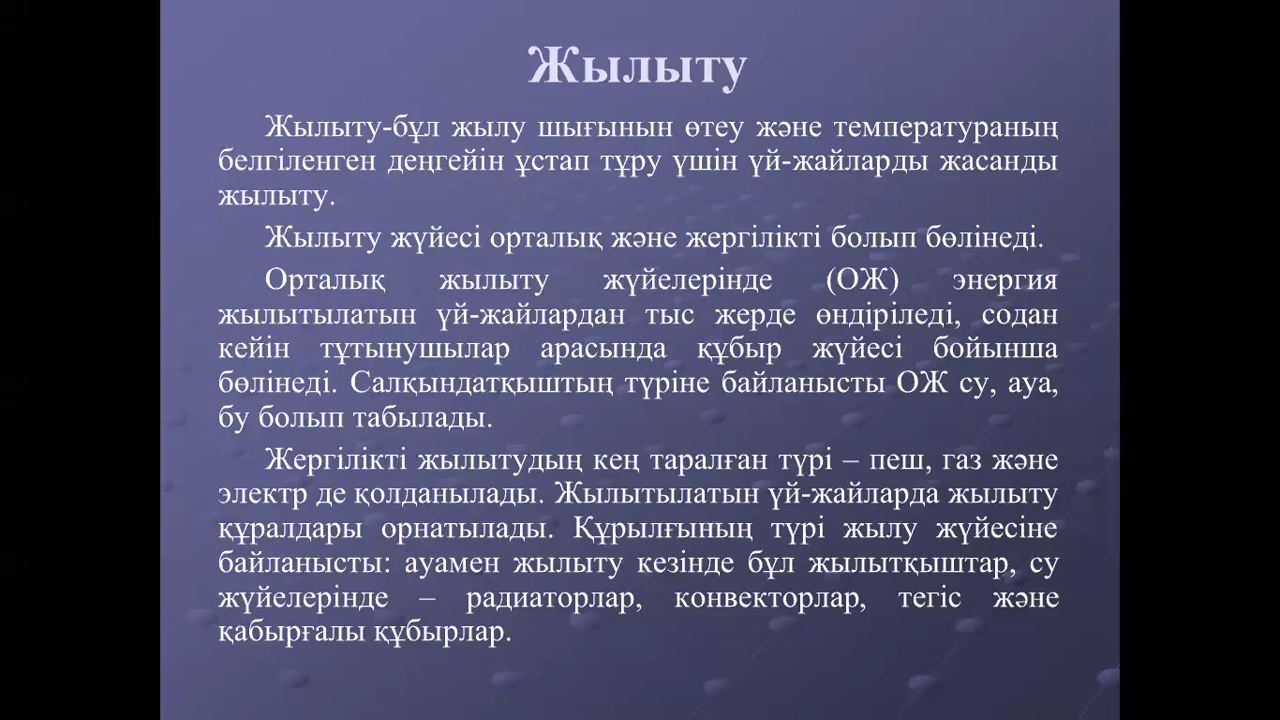 Жылыту
Жылыту-бұл жылу шығынын өтеу және температураның
белгіленген деңгейін ұстап тұру үшін үй-жайларды жасанды
жылыту.
Жылыту жүйесі орталық және жергілікті болып бөлінеді.
Орталық жылыту жүйелерінде (ОЖ) энергия
жылытылатын үй-жайлардан тыс жерде өндіріледі, содан
кейін тұтынушылар арасында құбыр жүйесі бойынша
бөлінеді. Салқындатқыштың түріне байланысты ОЖ су, ауа,
бу болып табылады.
Жергілікті жылытудың кең таралған түрі – пеш, газ және
электр де қолданылады. Жылытылатын үй-жайларда жылыту
құралдары орнатылады. Құрылғының түрі жылу жүйесіне
байланысты: ауамен жылыту кезінде бұл жылытқыштар, су
жүйелерінде – радиаторлар, конвекторлар, тегіс және
қабырғалы құбырлар.